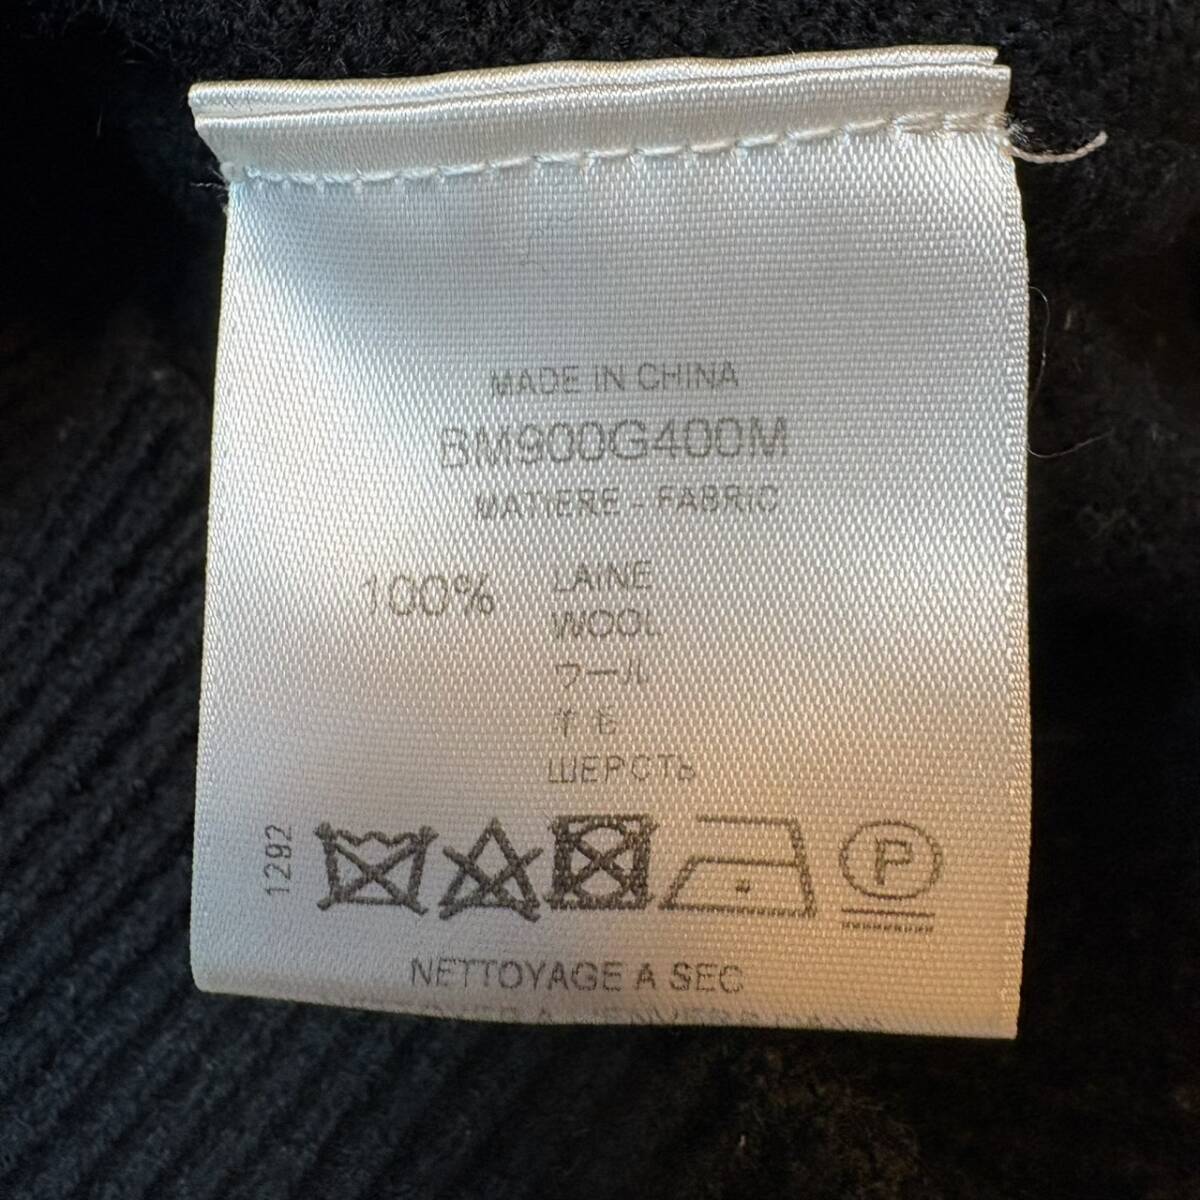 MADE IN CHINA
BM900G400M
MATIERE - FABRIC
100% LAINE
WOOL
ウール
羊毛
ШЕРСТЬ
1292
P
NETTOYAGE A SEC